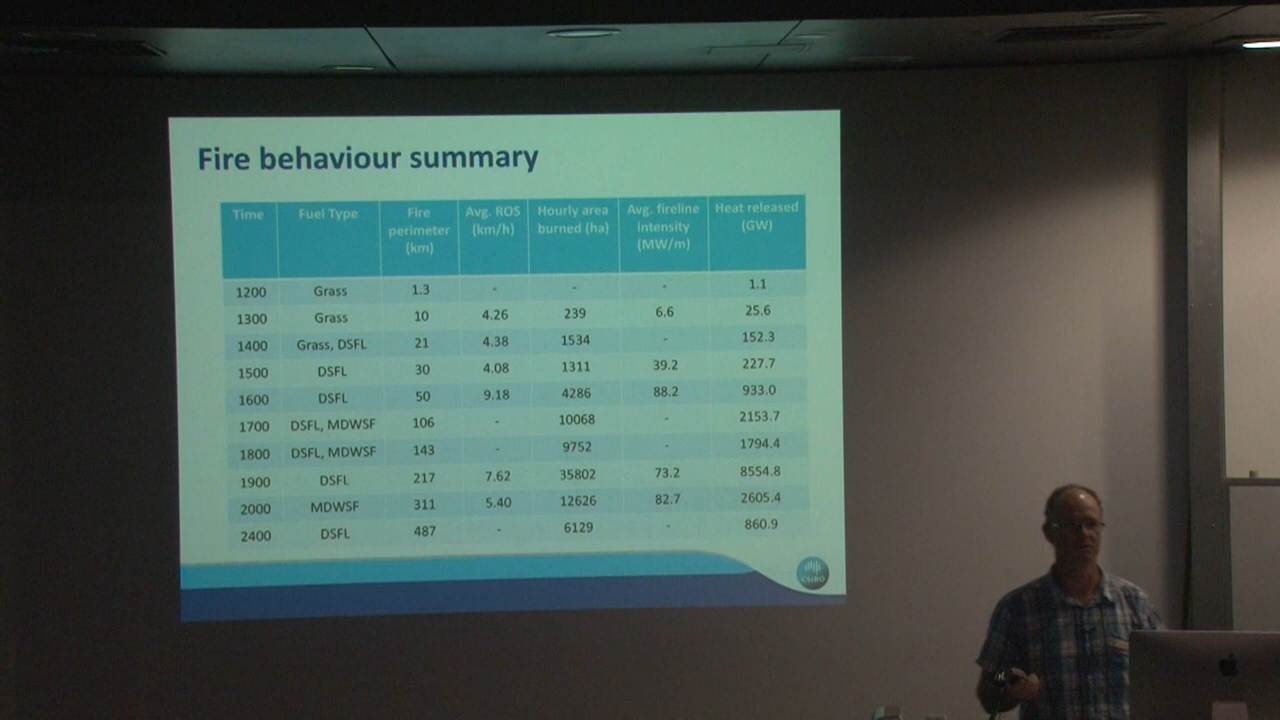 Fire behaviour summary
Time Fuel Type Fire perimeter (km) Avg. ROS (km/h) Hourly area burned (ha) Avg. fireline intensity (MW/m) Heat released (GW)
1200 Grass 1.3 - - - 1.1
1300 Grass 10 4.26 239 6.6 25.6
1400 Grass, DSFL 21 4.38 1534 - 152.3
1500 DSFL 30 4.08 1311 39.2 227.7
1600 DSFL 50 9.18 4286 88.2 933.0
1700 DSFL, MDWSF 106 - 10068 - 2153.7
1800 DSFL, MDWSF 143 - 9752 - 1794.4
1900 DSFL 217 7.62 35802 73.2 8554.8
2000 MDWSF 311 5.40 12626 82.7 2605.4
2400 DSFL 487 - 6129 - 860.9
CSIRO